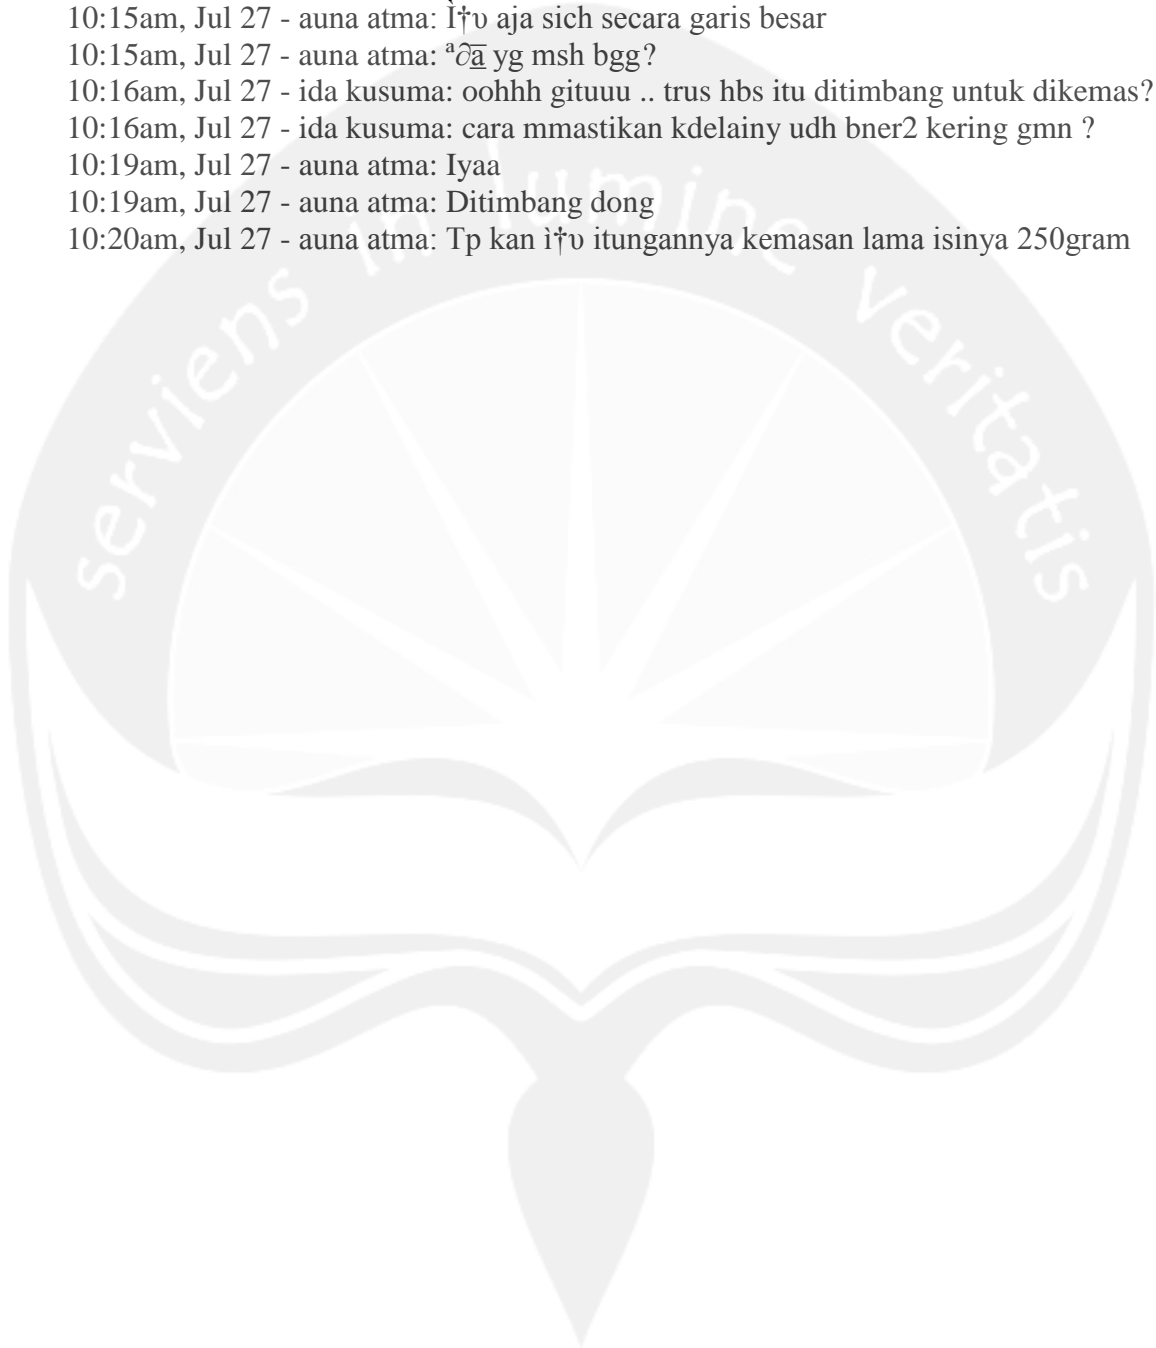 10:15am, Jul 27 - auna atma: Ì†υ aja sich secara garis besar
10:15am, Jul 27 - auna atma: ª∂a̲̅ yg msh bgg?
10:16am, Jul 27 - ida kusuma: oohhh gituuu .. trus hbs itu ditimbang untuk dikemas?
10:16am, Jul 27 - ida kusuma: cara mmastikan kdelainy udh bner2 kering gmn ?
10:19am, Jul 27 - auna atma: Iyaa
10:19am, Jul 27 - auna atma: Ditimbang dong
10:20am, Jul 27 - auna atma: Tp kan ì†υ itungannya kemasan lama isinya 250gram
serviens in lumine veritatis